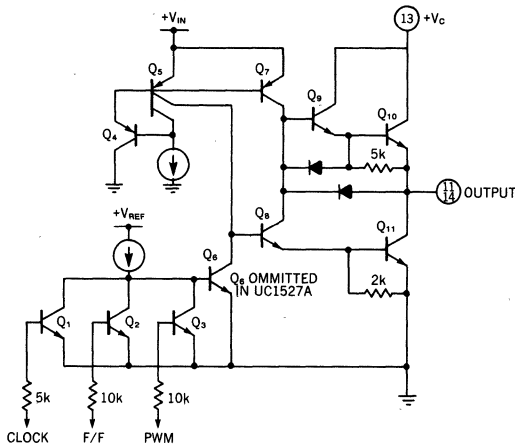 +VIN
13 +VC
Q5
Q7
Q9
Q10
Q4
5k
11
14 OUTPUT
+VREF
Q8
Q11
Q6
Q6 OMMITTED
IN UC1527A
2k
Q1
Q2
Q3
5k
10k
10k
CLOCK
F/F
PWM